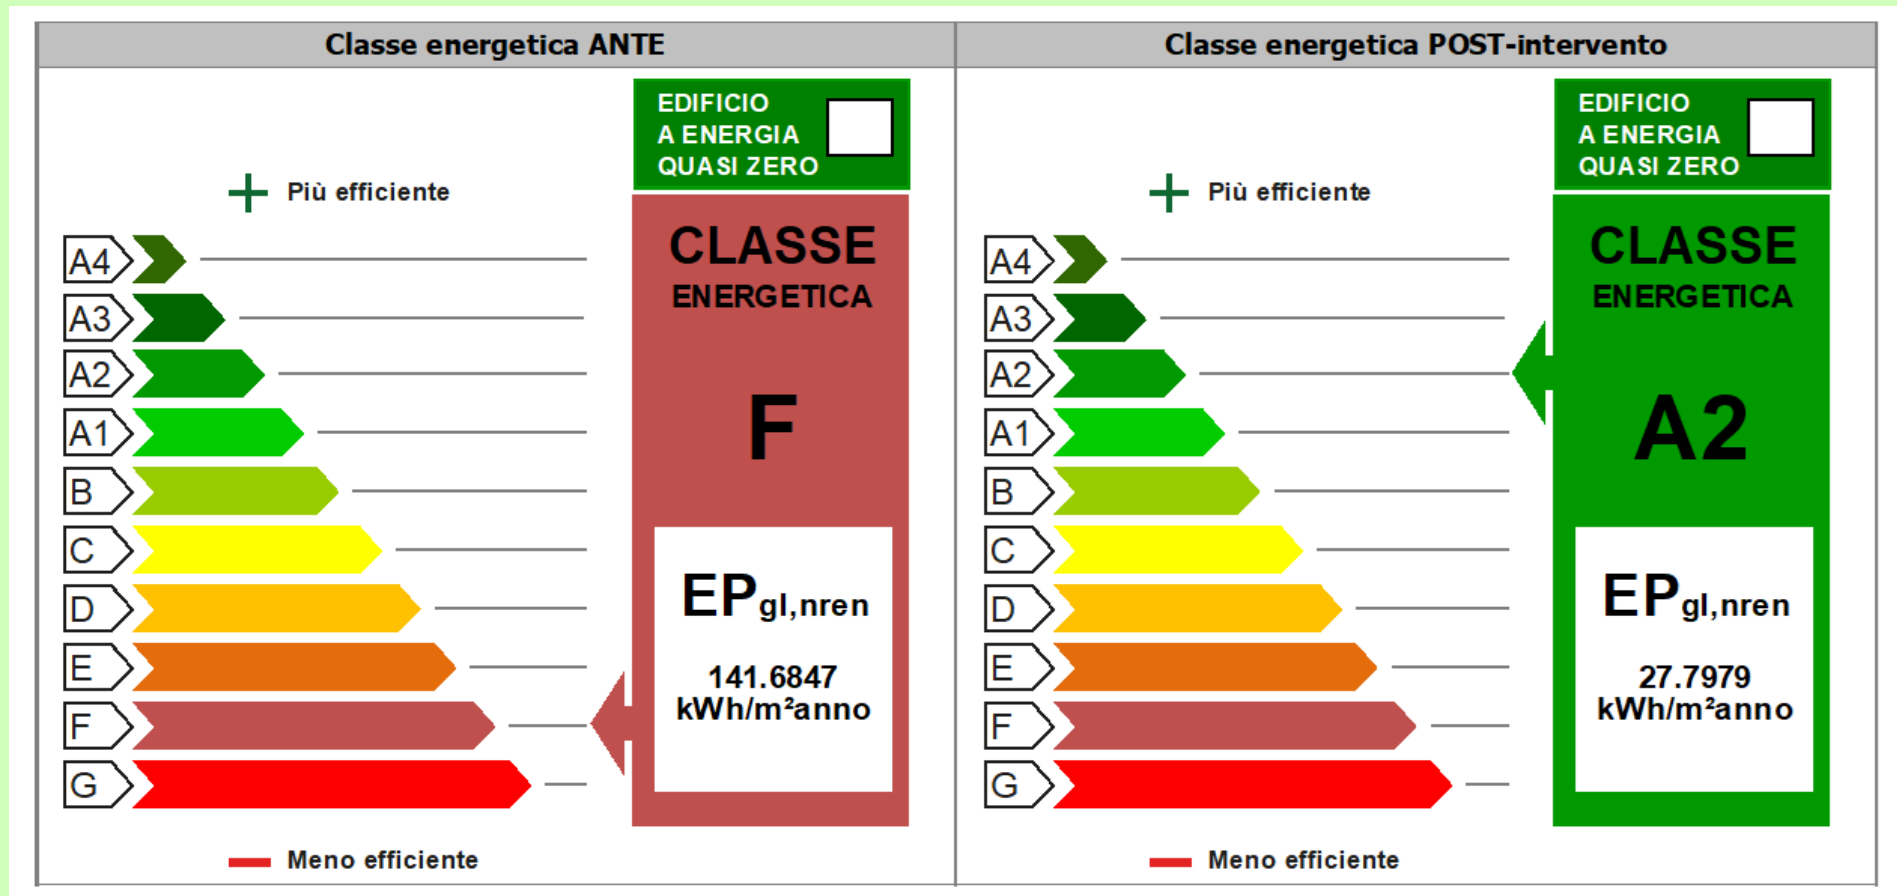 Classe energetica ANTE
EDIFICIO
A ENERGIA
QUASI ZERO
Più efficiente
CLASSE
ENERGETICA
A4
A3
A2
A1
B
C
D
E
F
G
F
EPgl,nren
141.6847
kWh/m²anno
Meno efficiente
Classe energetica POST-intervento
EDIFICIO
A ENERGIA
QUASI ZERO
Più efficiente
CLASSE
ENERGETICA
A4
A3
A2
A1
B
C
D
E
F
G
A2
EPgl,nren
27.7979
kWh/m²anno
Meno efficiente